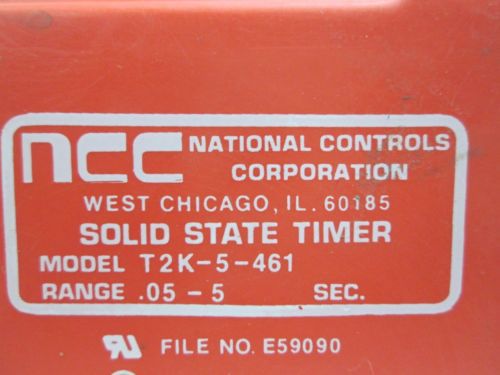 ncc NATIONAL CONTROLS
CORPORATION
WEST CHICAGO, IL. 60185
SOLID STATE TIMER
MODEL T2K-5-461
RANGE .05 - 5 SEC.
RU FILE NO. E59090